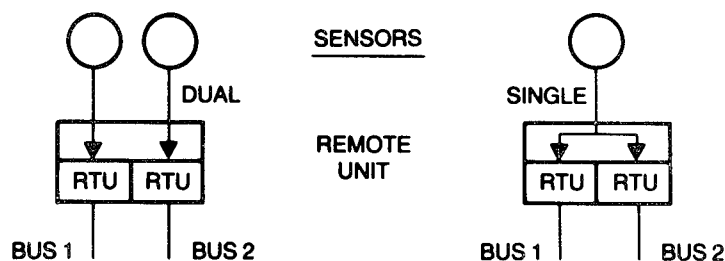 SENSORS
DUAL
SINGLE
REMOTE
UNIT
RTU RTU
RTU RTU
BUS 1 BUS 2
BUS 1 BUS 2